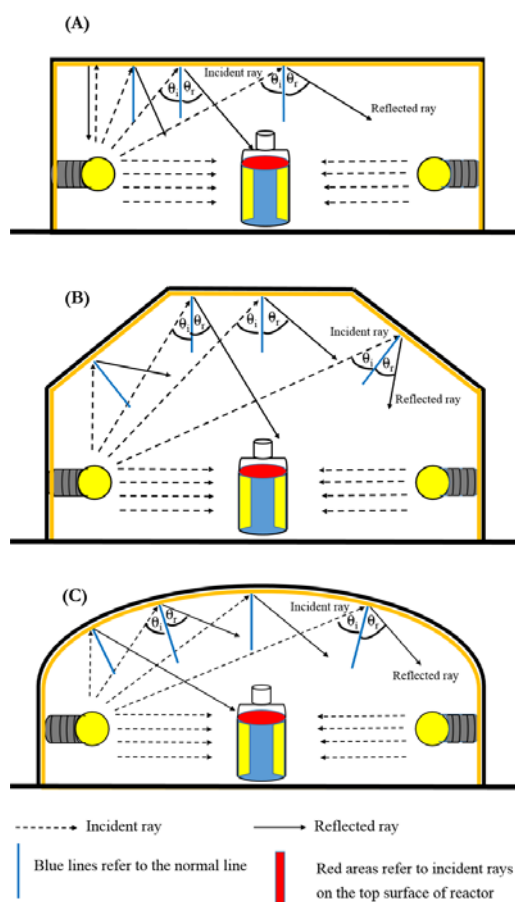 (A)
Incident ray
θi θr
θi θr
Reflected ray
(B)
θi θr
θi θr
Incident ray
θi θr
Reflected ray
(C)
Incident ray
θi θr
θi θr
Reflected ray
Incident ray
Reflected ray
Blue lines refer to the normal line
Red areas refer to incident rays
on the top surface of reactor